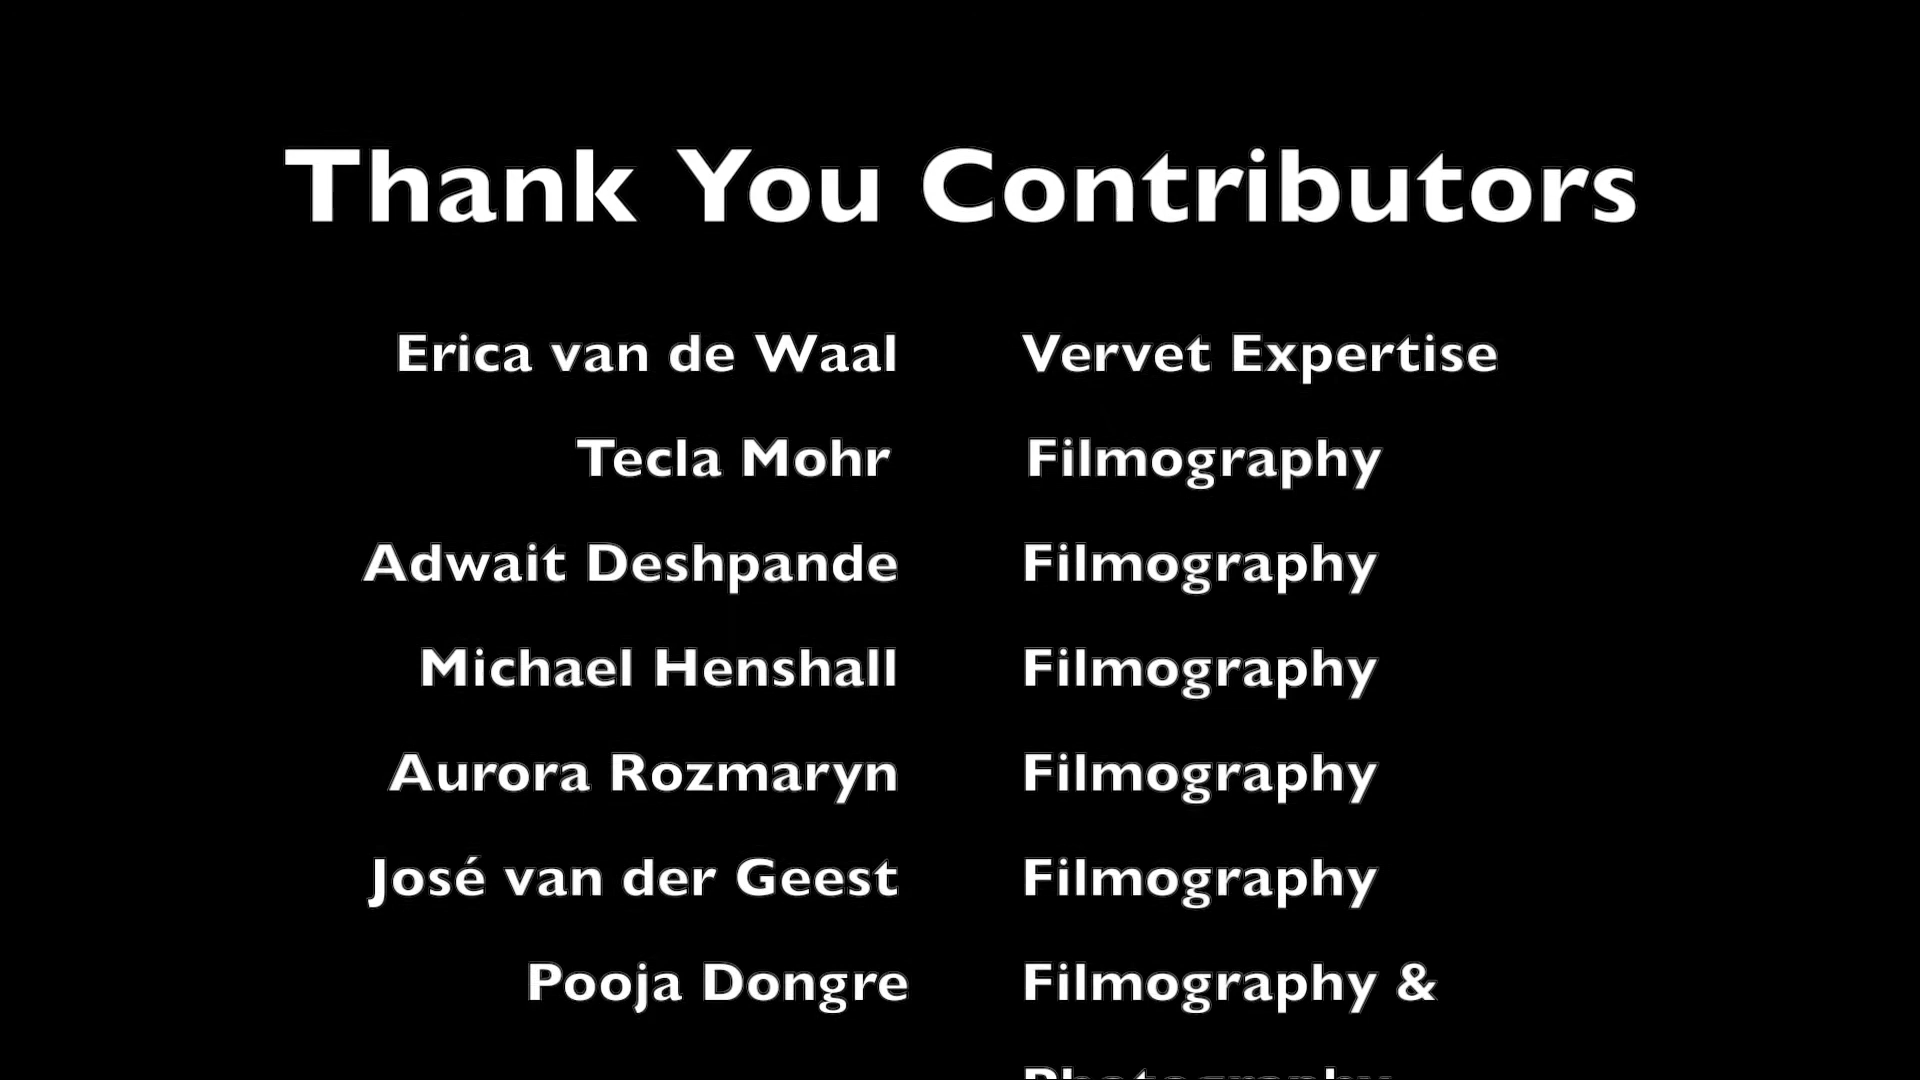 Thank You Contributors
Erica van de Waal Vervet Expertise
Tecla Mohr Filmography
Adwait Deshpande Filmography
Michael Henshall Filmography
Aurora Rozmaryn Filmography
José van der Geest Filmography
Pooja Dongre Filmography &